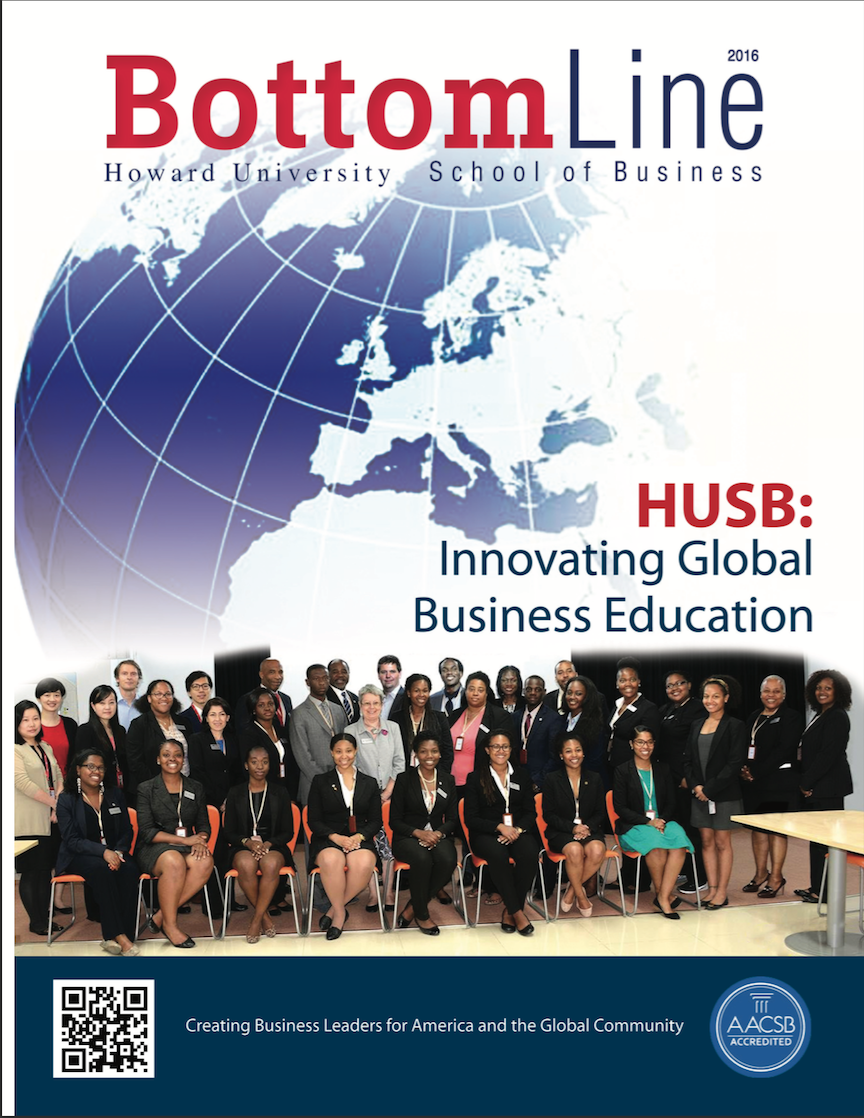 2016
BottomLine
Howard University School of Business
HUSB:
Innovating Global
Business Education
Creating Business Leaders for America and the Global Community
AACSB
ACCREDITED